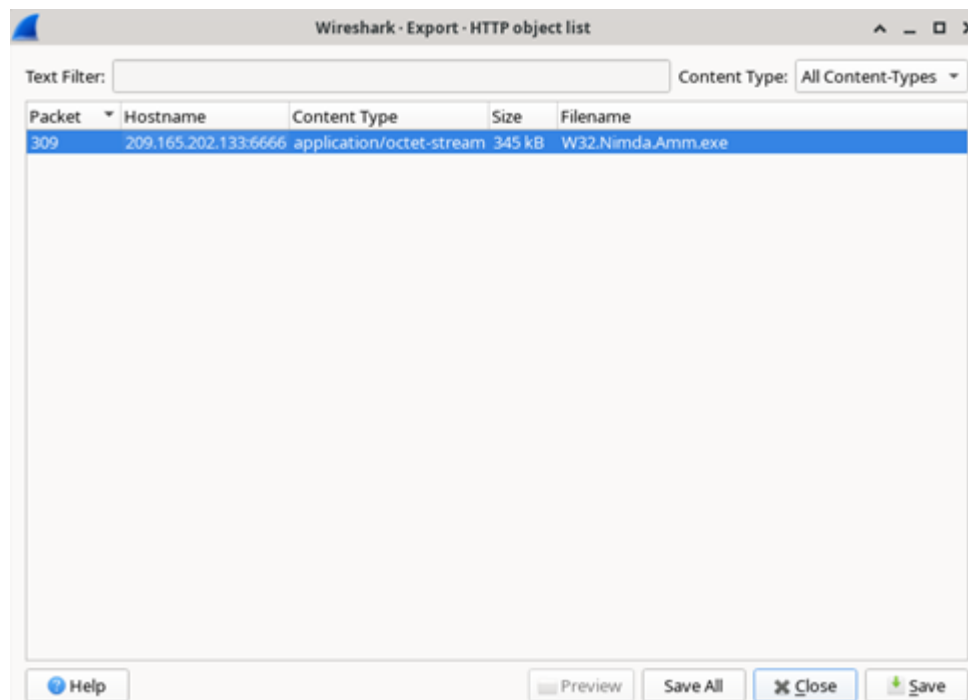 Wireshark · Export · HTTP object list
Text Filter: Content Type: All Content-Types
Packet Hostname Content Type Size Filename
309 209.165.202.133:6666 application/octet-stream 345 kB W32.Nimda.Amm.exe
Help Preview Save All Close Save